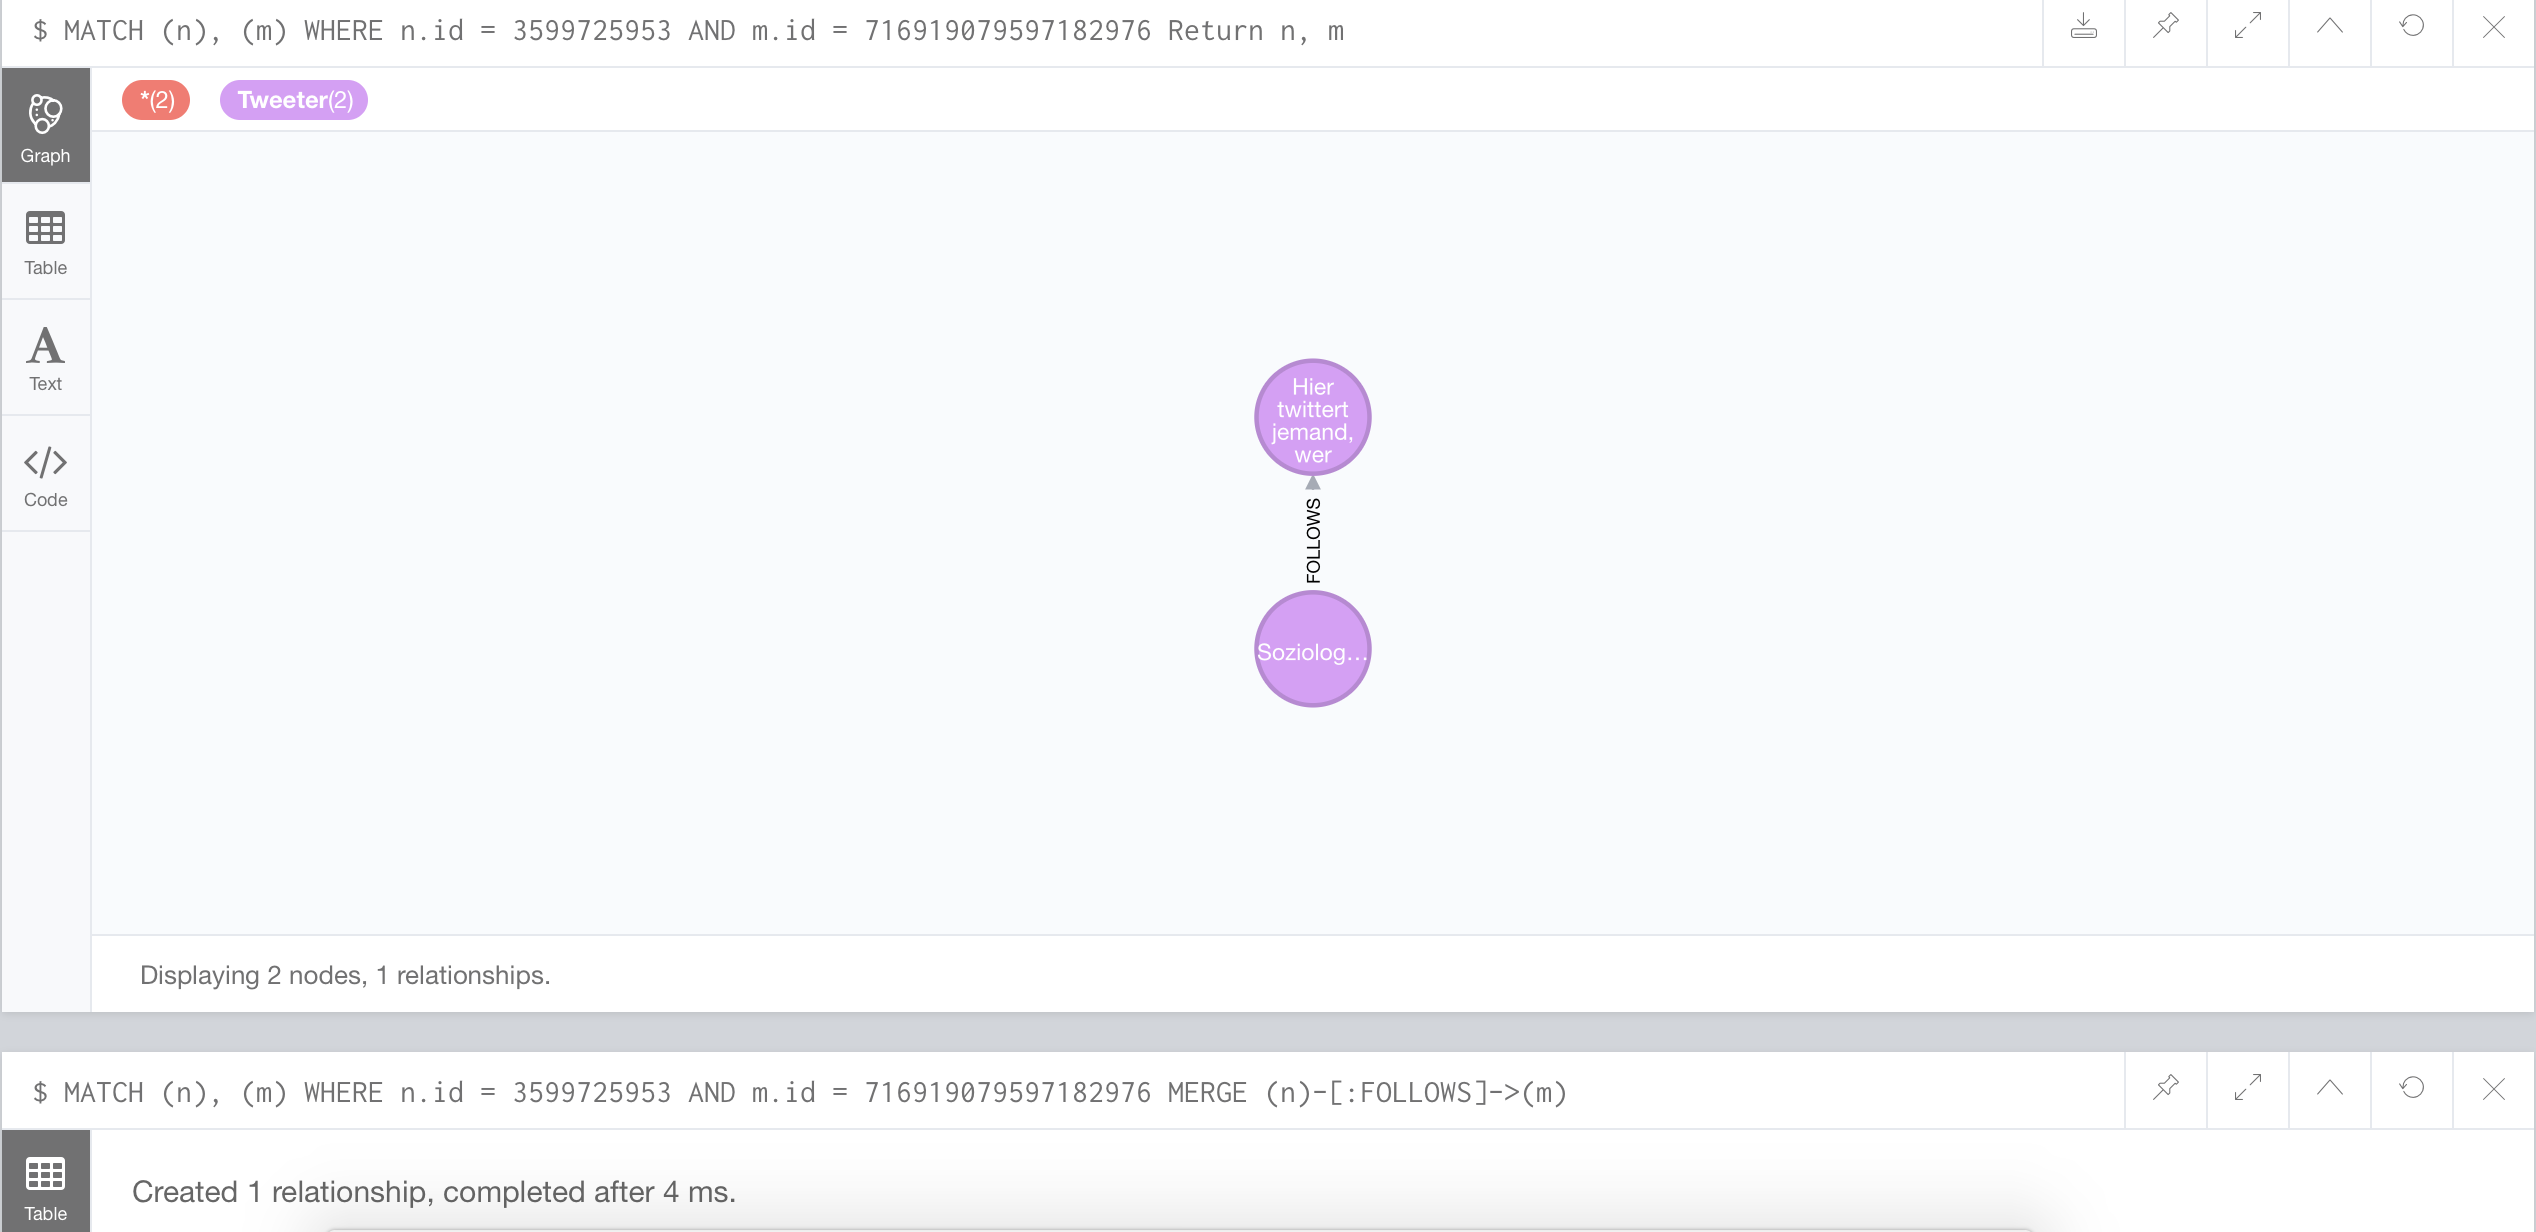 $ MATCH (n), (m) WHERE n.id = 3599725953 AND m.id = 716919079597182976 Return n, m
*(2) Tweeter(2)
Graph
Table
Text
Code
Hier
twittert
jemand,
wer
FOLLOWS
Soziolog...
Displaying 2 nodes, 1 relationships.
$ MATCH (n), (m) WHERE n.id = 3599725953 AND m.id = 716919079597182976 MERGE (n)-[:FOLLOWS]->(m)
Table
Created 1 relationship, completed after 4 ms.